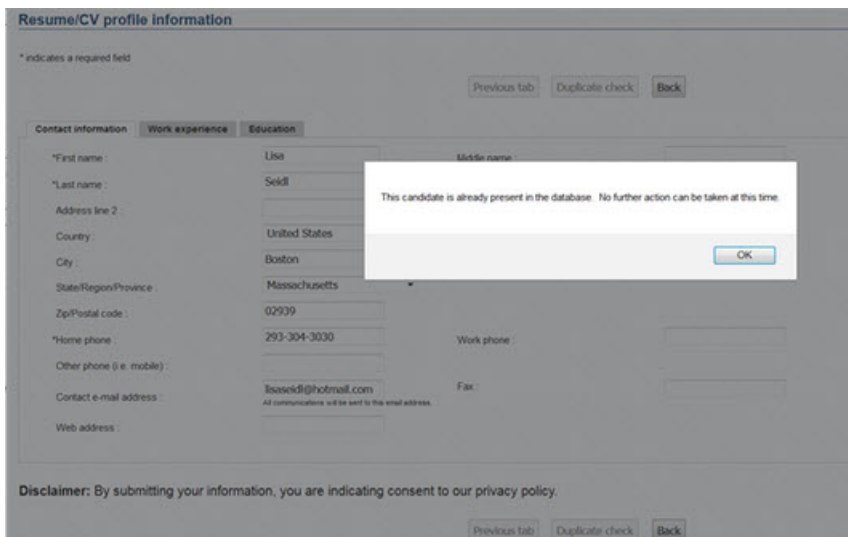 Resume/CV profile information
* indicates a required field
Previous tab Duplicate check Back
Contact information Work experience Education
*First name : Lisa Middle name :
*Last name : Seidl
This candidate is already present in the database. No further action can be taken at this time.
Address line 2 :
Country : United States
OK
City : Boston
State/Region/Province : Massachusetts
Zip/Postal code : 02939
*Home phone : 293-304-3030 Work phone :
Other phone (i.e. mobile) :
Contact e-mail address : lisaseidl@hotmail.com Fax :
All communications will be sent to this email address.
Web address :
Disclaimer: By submitting your information, you are indicating consent to our privacy policy.
Previous tab Duplicate check Back